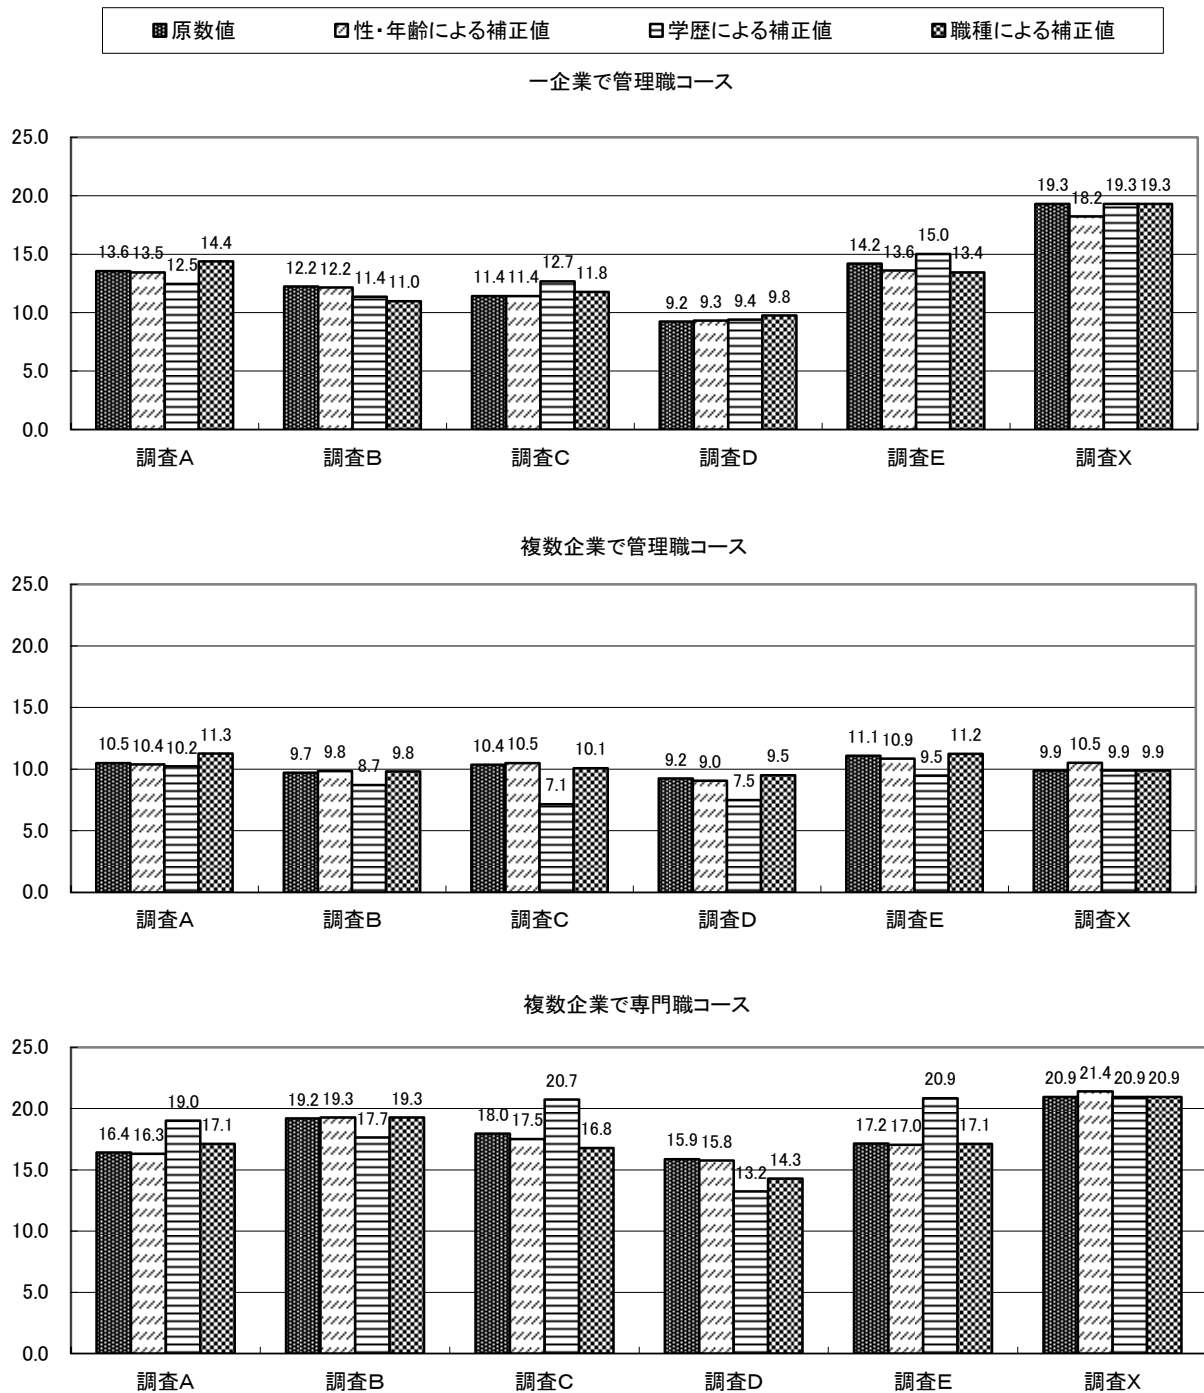 原数値 性・年齢による補正値 学歴による補正値 職種による補正値
一企業で管理職コース
25.0
20.0
15.0
10.0
5.0
0.0
13.6 13.5 12.5 14.4
12.2 12.2 11.4 11.0
11.4 11.4 12.7 11.8
9.2 9.3 9.4 9.8
14.2 13.6 15.0 13.4
19.3 18.2 19.3 19.3
調査A 調査B 調査C 調査D 調査E 調査X
複数企業で管理職コース
25.0
20.0
15.0
10.0
5.0
0.0
10.5 10.4 10.2 11.3
9.7 9.8 8.7 9.8
10.4 10.5 7.1 10.1
9.2 9.0 7.5 9.5
11.1 10.9 9.5 11.2
9.9 10.5 9.9 9.9
調査A 調査B 調査C 調査D 調査E 調査X
複数企業で専門職コース
25.0
20.0
15.0
10.0
5.0
0.0
16.4 16.3 19.0 17.1
19.2 19.3 17.7 19.3
18.0 17.5 20.7 16.8
15.9 15.8 13.2 14.3
17.2 17.0 20.9 17.1
20.9 21.4 20.9 20.9
調査A 調査B 調査C 調査D 調査E 調査X